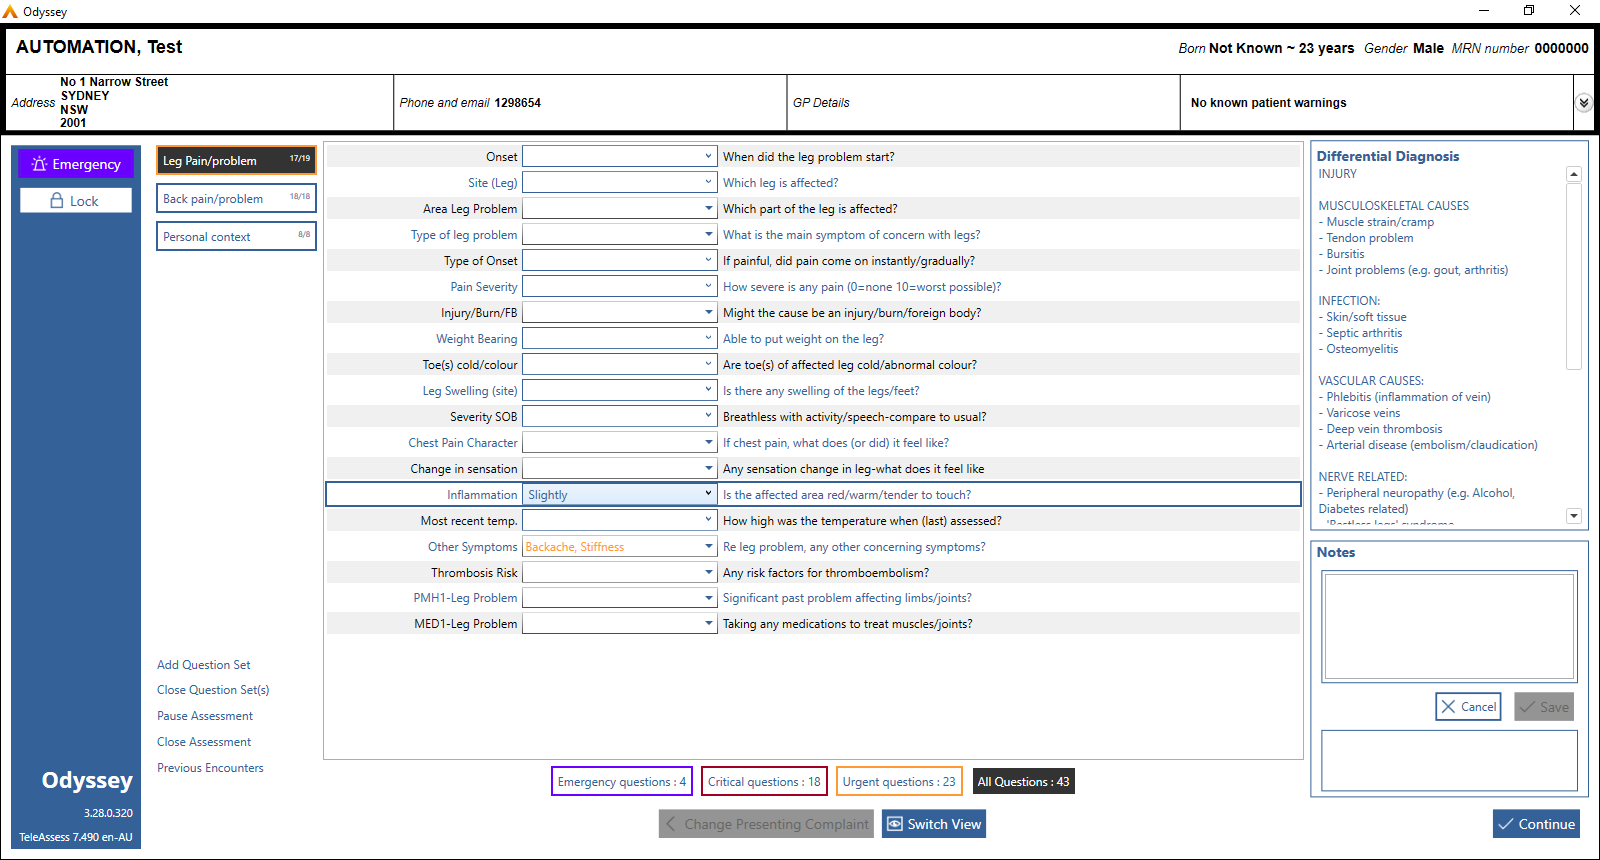 Odyssey
AUTOMATION, Test
Born Not Known ~ 23 years Gender Male MRN number 0000000
Address
No 1 Narrow Street
SYDNEY
NSW
2001
Phone and email 1298654
GP Details
No known patient warnings
Emergency
Lock
Leg Pain/problem 17/19
Back pain/problem 18/18
Personal context 8/8
Onset When did the leg problem start?
Site (Leg) Which leg is affected?
Area Leg Problem Which part of the leg is affected?
Type of leg problem What is the main symptom of concern with legs?
Type of Onset If painful, did pain come on instantly/gradually?
Pain Severity How severe is any pain (0=none 10=worst possible)?
Injury/Burn/FB Might the cause be an injury/burn/foreign body?
Weight Bearing Able to put weight on the leg?
Toe(s) cold/colour Are toe(s) of affected leg cold/abnormal colour?
Leg Swelling (site) Is there any swelling of the legs/feet?
Severity SOB Breathless with activity/speech-compare to usual?
Chest Pain Character If chest pain, what does (or did) it feel like?
Change in sensation Any sensation change in leg-what does it feel like
Inflammation Slightly Is the affected area red/warm/tender to touch?
Most recent temp. How high was the temperature when (last) assessed?
Other Symptoms Backache, Stiffness Re leg problem, any other concerning symptoms?
Thrombosis Risk Any risk factors for thromboembolism?
PMH1-Leg Problem Significant past problem affecting limbs/joints?
MED1-Leg Problem Taking any medications to treat muscles/joints?
Differential Diagnosis
INJURY
MUSCULOSKELETAL CAUSES
- Muscle strain/cramp
- Tendon problem
- Bursitis
- Joint problems (e.g. gout, arthritis)
INFECTION:
- Skin/soft tissue
- Septic arthritis
- Osteomyelitis
VASCULAR CAUSES:
- Phlebitis (inflammation of vein)
- Varicose veins
- Deep vein thrombosis
- Arterial disease (embolism/claudication)
NERVE RELATED:
- Peripheral neuropathy (e.g. Alcohol,
Diabetes related)
- 'Restless legs' syndrome
Notes
Cancel
Save
Add Question Set
Close Question Set(s)
Pause Assessment
Close Assessment
Previous Encounters
Odyssey
3.28.0.320
TeleAssess 7.490 en-AU
Emergency questions : 4
Critical questions : 18
Urgent questions : 23
All Questions : 43
Change Presenting Complaint
Switch View
Continue